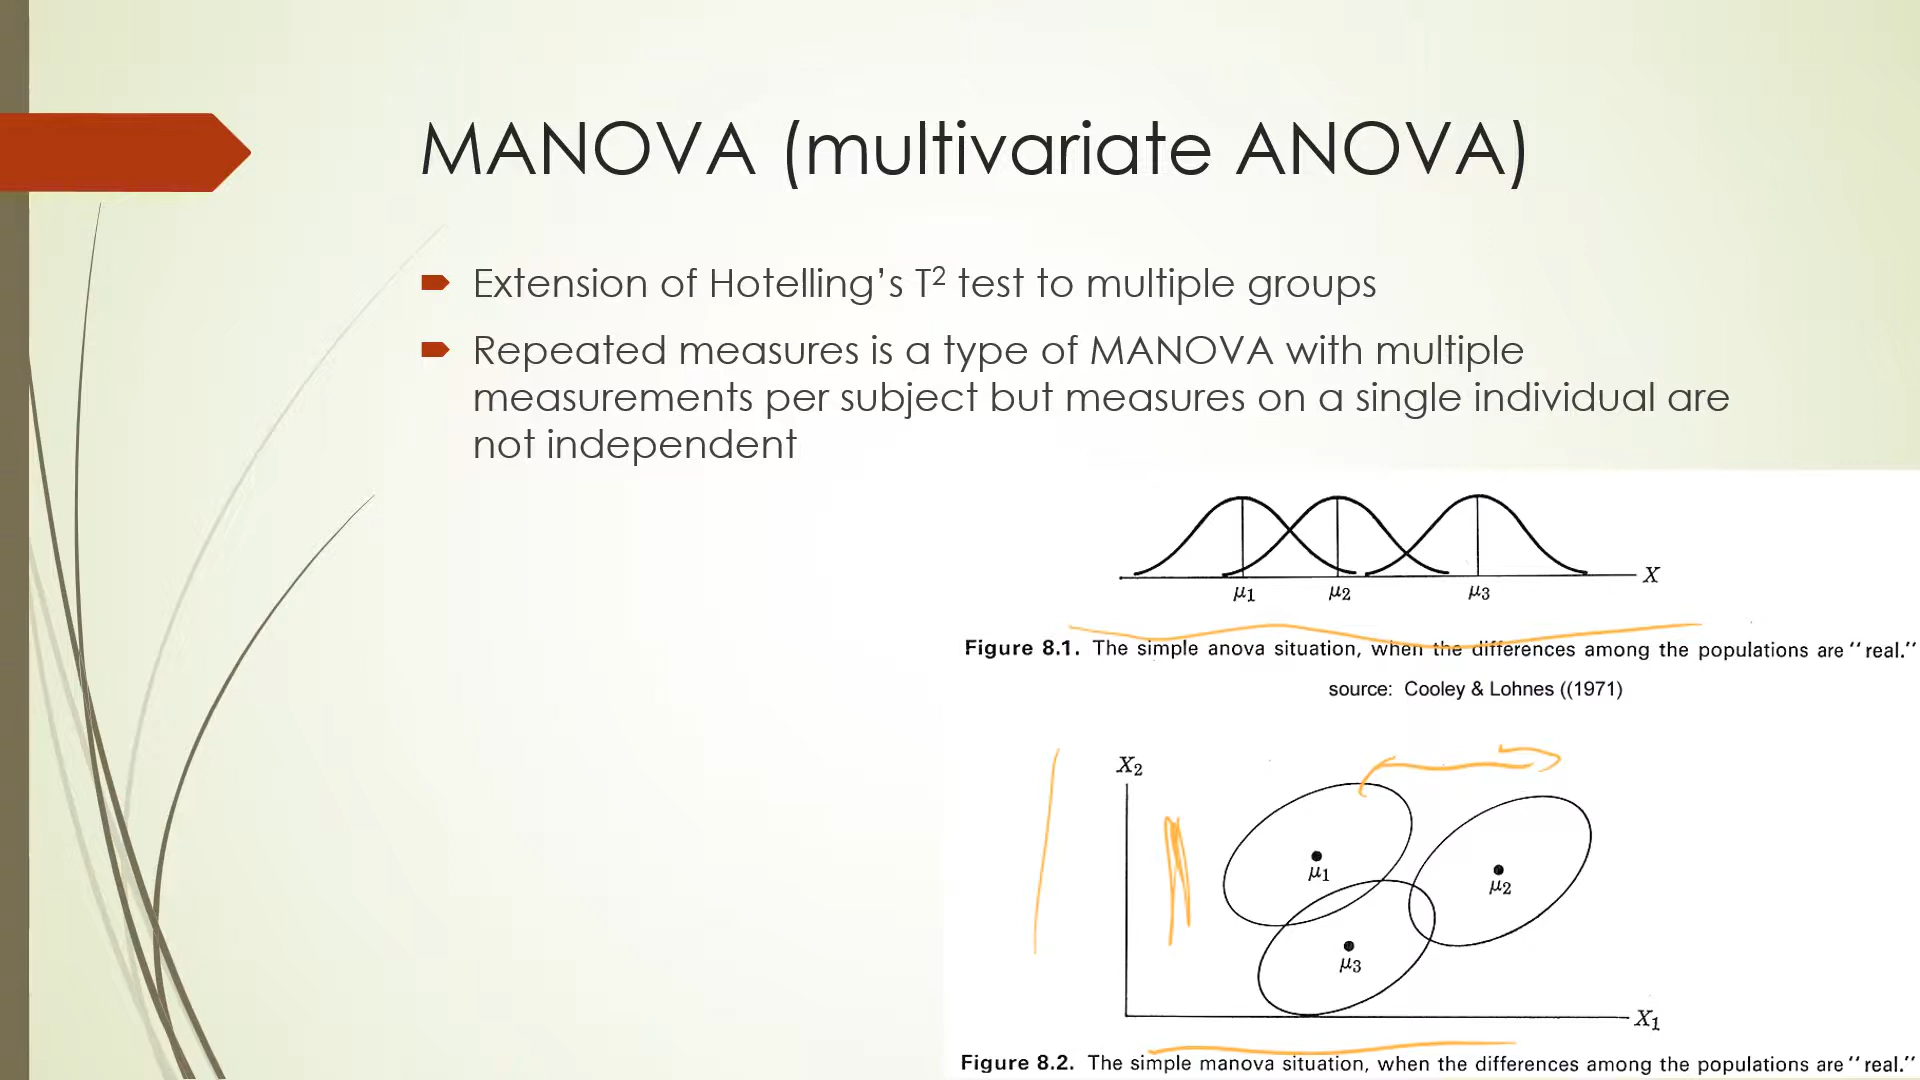 MANOVA (multivariate ANOVA)
Extension of Hotelling’s T² test to multiple groups
Repeated measures is a type of MANOVA with multiple
measurements per subject but measures on a single individual are
not independent
X
μ1 μ2 μ3
Figure 8.1. The simple anova situation, when the differences among the populations are “real.”
source: Cooley & Lohnes ((1971)
X2
μ1
μ2
μ3
X1
Figure 8.2. The simple manova situation, when the differences among the populations are “real.”